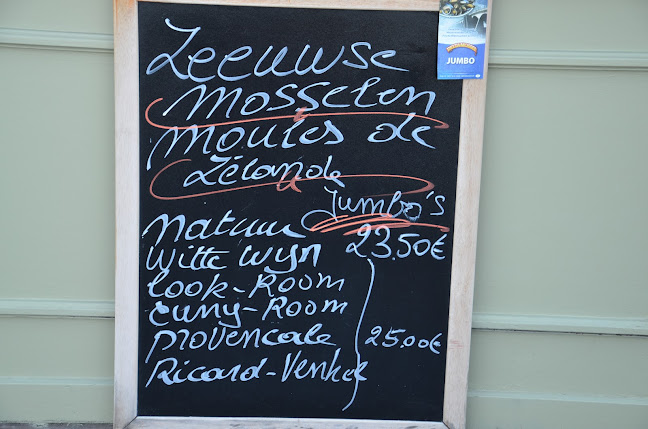 JUMBO
Zeeuwse
Mosselen
Moules de
Zélande
Jumbo's
natuur 23.50€
witte wijn
look-Room
curry-Room
provencale 25.00€
Ricard-Venkel